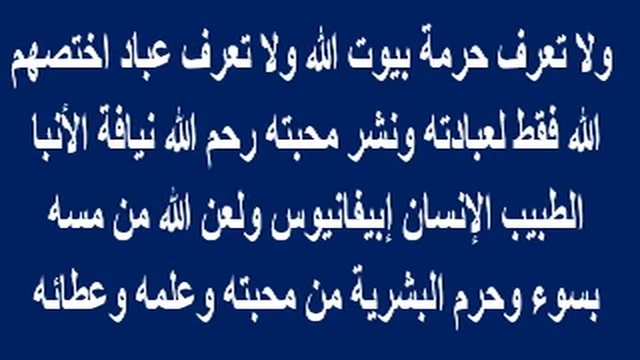 ولا تعرف حرمة بيوت الله ولا تعرف عباد اختصهم
الله فقط لعبادته ونشر محبته رحم الله نيافة الأنبا
الطبيب الإنسان إبيفانيوس ولعن الله من مسه
بسوء وحرم البشرية من محبته وعلمه وعطائه